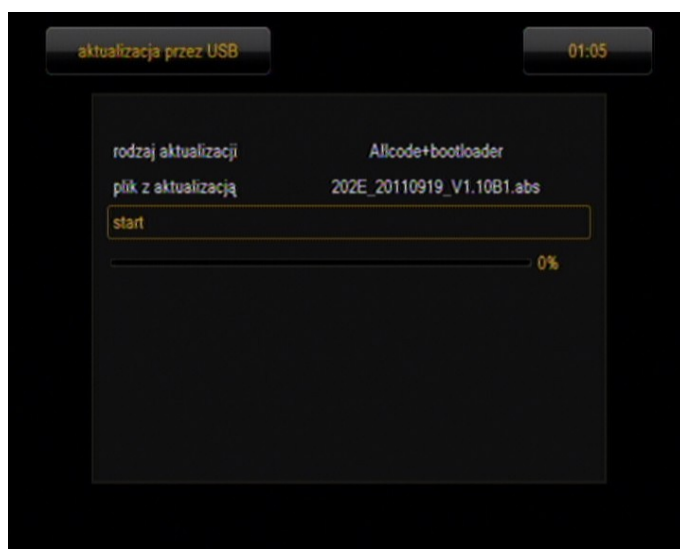 aktualizacja przez USB
01:05
rodzaj aktualizacji Allcode+bootloader
plik z aktualizacją 202E_20110919_V1.10B1.abs
start
0%